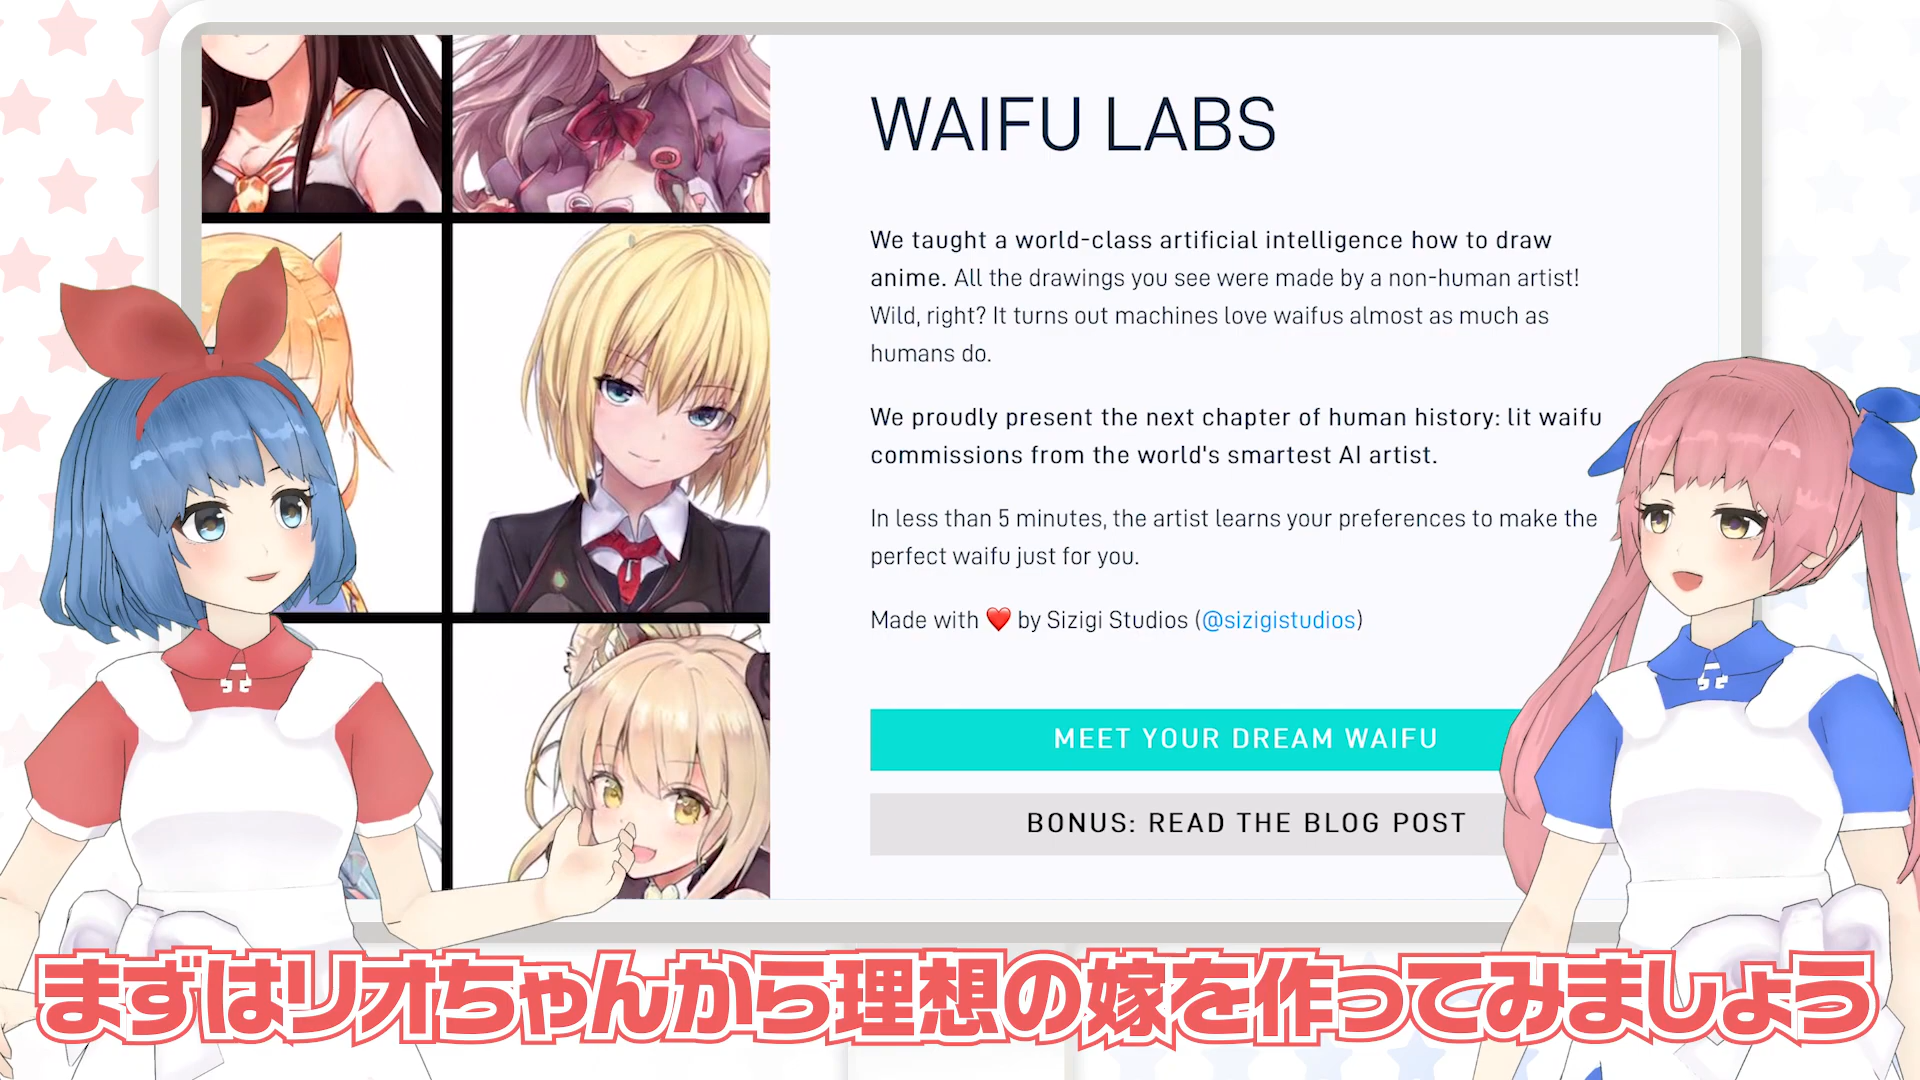 WAIFU LABS
We taught a world-class artificial intelligence how to draw
anime. All the drawings you see were made by a non-human artist!
Wild, right? It turns out machines love waifus almost as much as
humans do.
We proudly present the next chapter of human history: lit waifu
commissions from the world's smartest AI artist.
In less than 5 minutes, the artist learns your preferences to make the
perfect waifu just for you.
Made with ❤️ by Sizigi Studios (@sizigistudios)
MEET YOUR DREAM WAIFU
BONUS: READ THE BLOG POST
まずはリオちゃんから理想の嫁を作ってみましょう